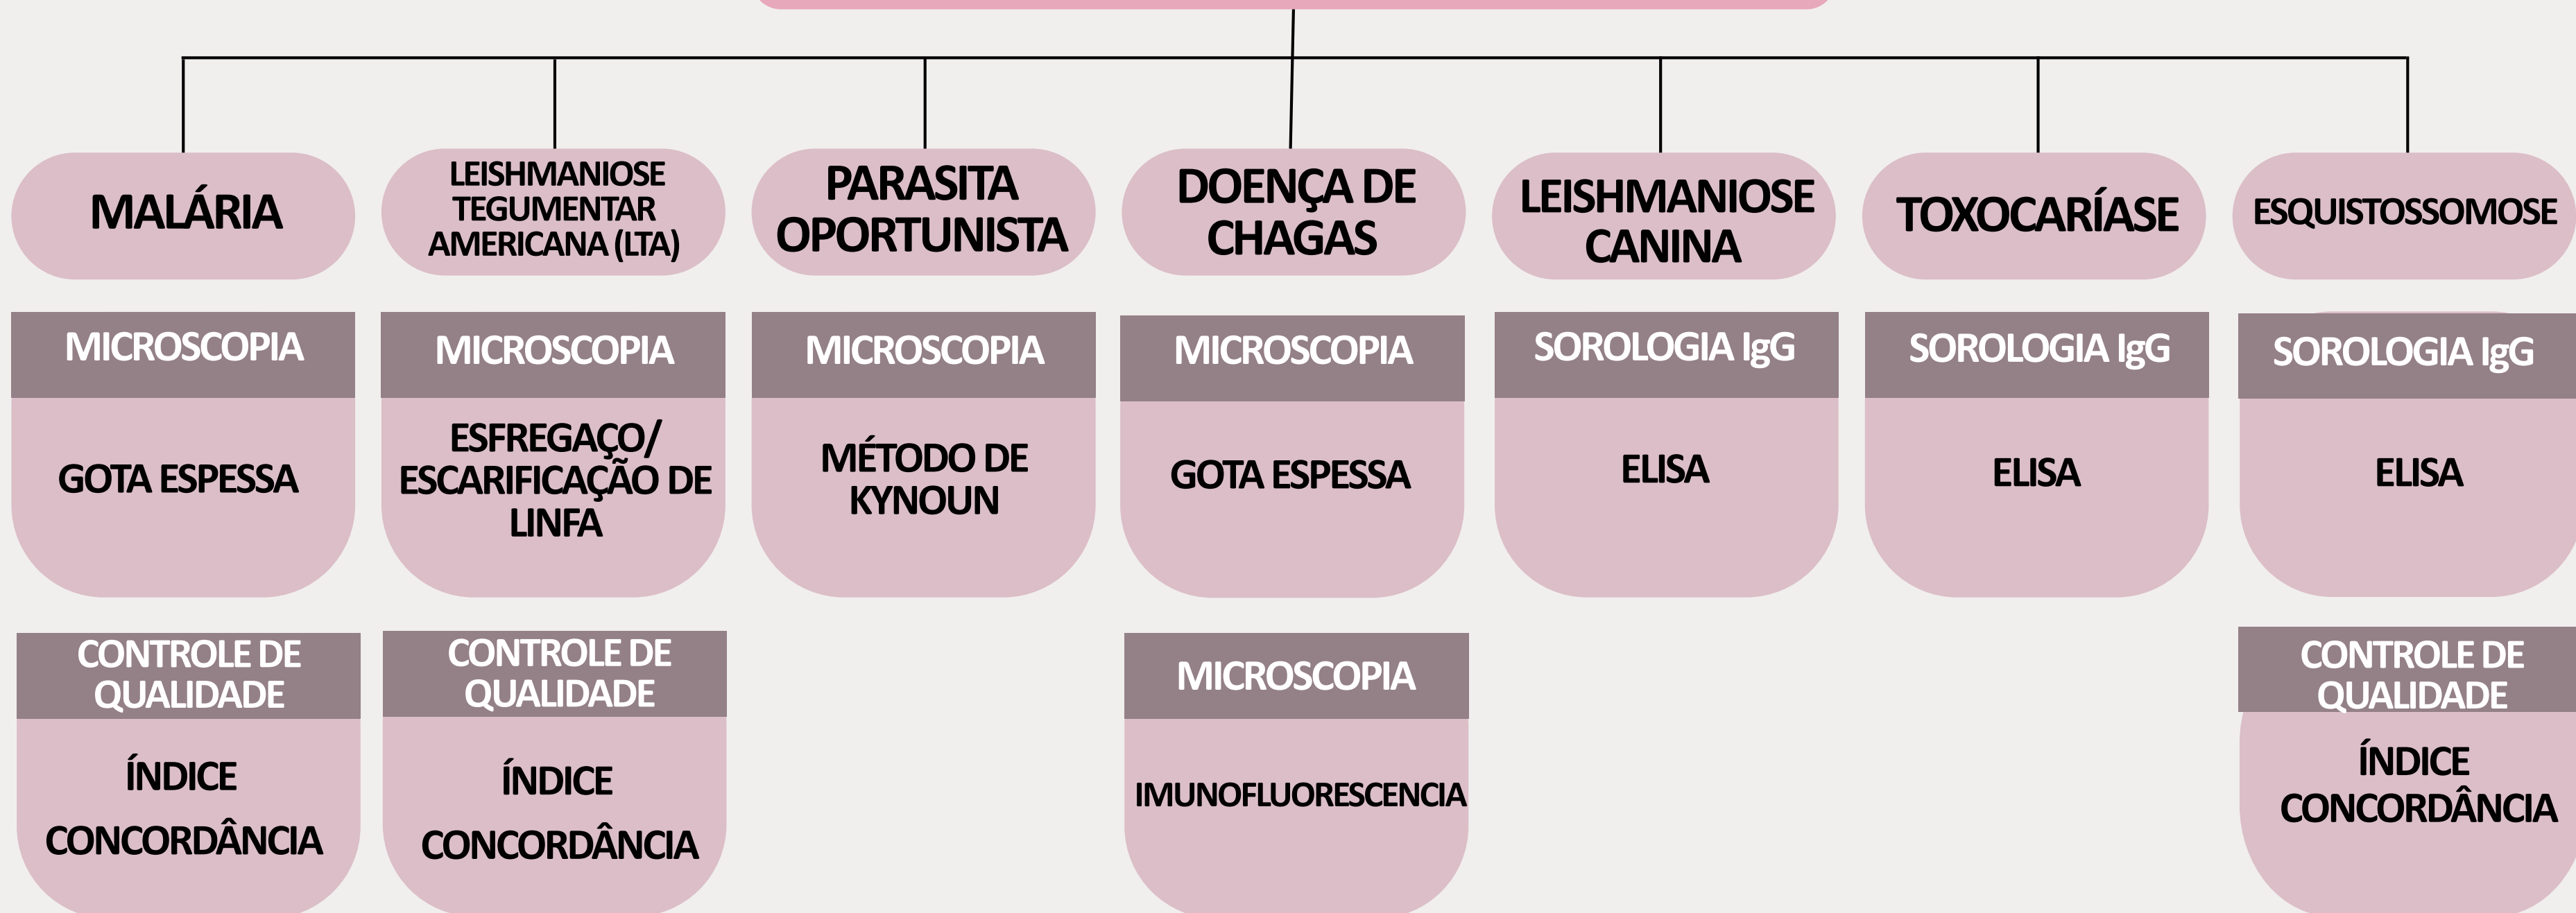 MALÁRIA
LEISHMANIOSE
TEGUMENTAR
AMERICANA (LTA)
PARASITA
OPORTUNISTA
DOENÇA DE
CHAGAS
LEISHMANIOSE
CANINA
TOXOCARÍASE
ESQUISTOSSOMOSE
MICROSCOPIA
GOTA ESPESSA
MICROSCOPIA
ESFREGAÇO/
ESCARIFICAÇÃO DE
LINFA
MICROSCOPIA
MÉTODO DE
KYNOUN
MICROSCOPIA
GOTA ESPESSA
SOROLOGIA IgG
ELISA
SOROLOGIA IgG
ELISA
SOROLOGIA IgG
ELISA
CONTROLE DE
QUALIDADE
ÍNDICE
CONCORDÂNCIA
CONTROLE DE
QUALIDADE
ÍNDICE
CONCORDÂNCIA
MICROSCOPIA
IMUNOFLUORESCENCIA
CONTROLE DE
QUALIDADE
ÍNDICE
CONCORDÂNCIA